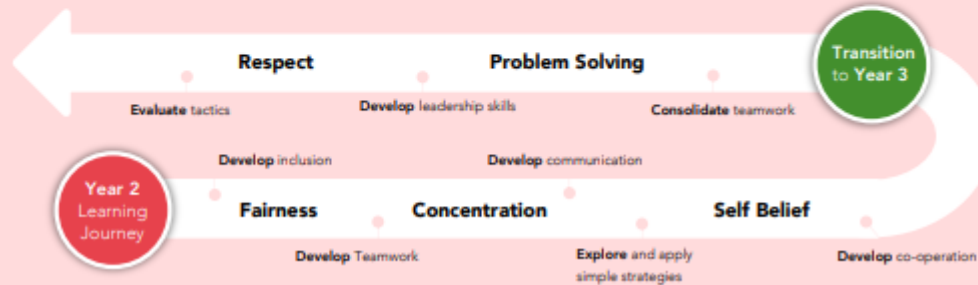 Respect
Problem Solving
Transition
to Year 3
Evaluate tactics
Develop leadership skills
Consolidate teamwork
Develop inclusion
Develop communication
Year 2
Learning
Journey
Fairness
Concentration
Self Belief
Develop Teamwork
Explore and apply
simple strategies
Develop co-operation